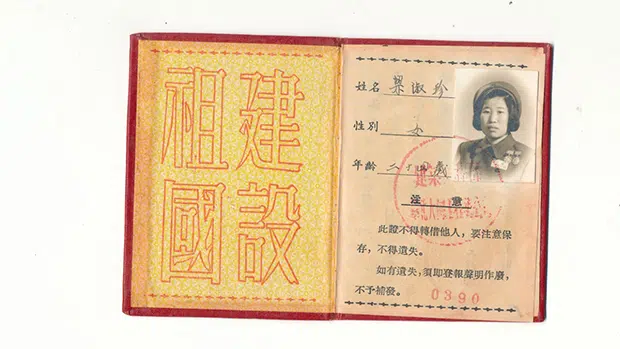 建設
祖國
姓名 梁淑珍
性別 女
年齡 二十四歲
注意
此證不得轉借他人，要注意保
存，不得遺失。
如有遺失，須即登報聲明作廢，
不予補發。
0390